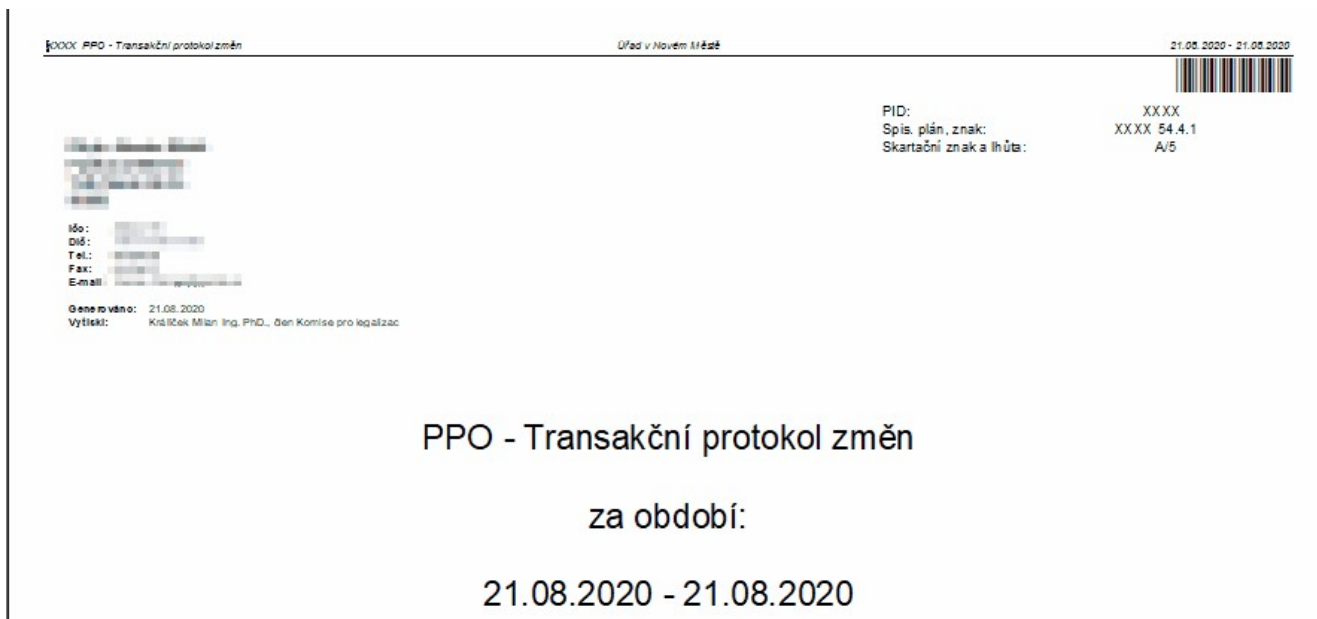 XXXX PPO - Transakční protokol změn Úřad v Novém Městě 21.08.2020 - 21.08.2020
PID: XXXX
Spis. plán, znak: XXXX 54.4.1
Skartační znak a lhůta: A/5
Ičo:
Dič:
Tel.:
Fax:
E-mail
Generováno: 21.08.2020
Vytiskl: Králíček Milan Ing. PhD., člen Komise pro legalizac
PPO - Transakční protokol změn
za období:
21.08.2020 - 21.08.2020